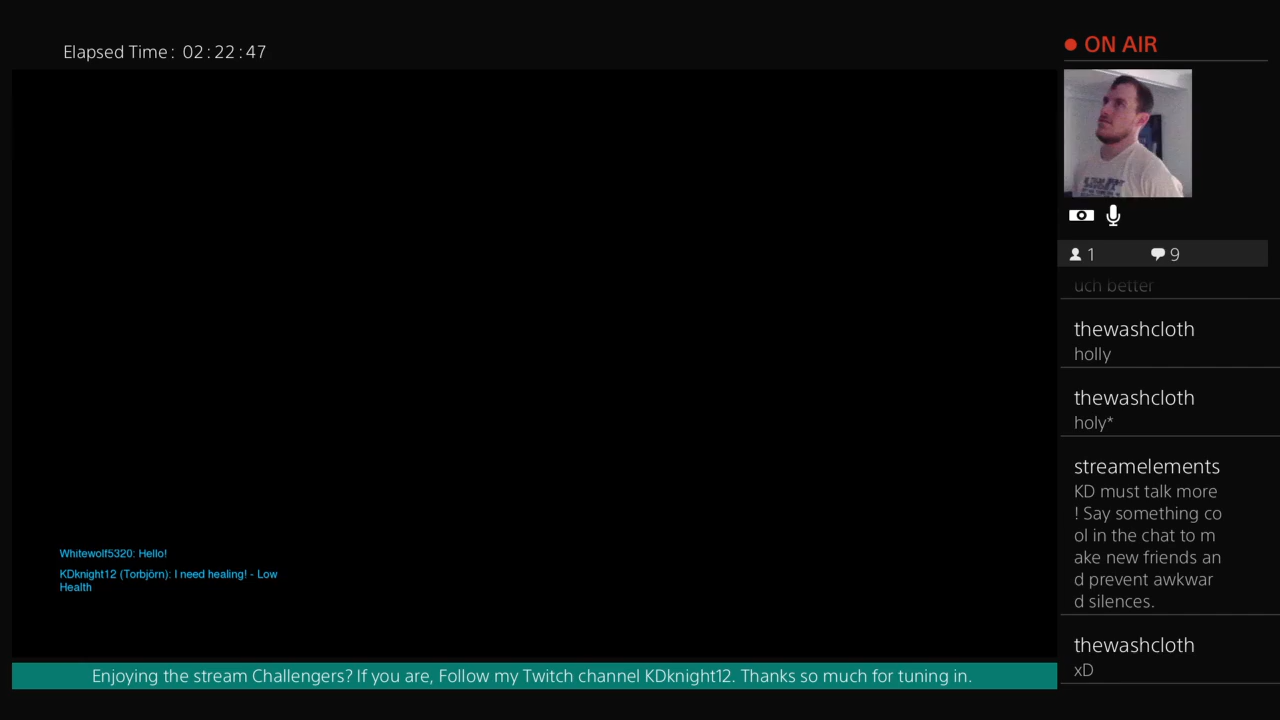 Elapsed Time: 02:22:47
ON AIR
1 9
uch better
thewashcloth
holly
thewashcloth
holy*
streamelements
KD must talk more
! Say something co
ol in the chat to m
ake new friends an
d prevent awkwar
d silences.
thewashcloth
xD
Whitewolf5320: Hello!
KDknight12 (Torbjörn): I need healing! - Low
Health
Enjoying the stream Challengers? If you are, Follow my Twitch channel KDknight12. Thanks so much for tuning in.